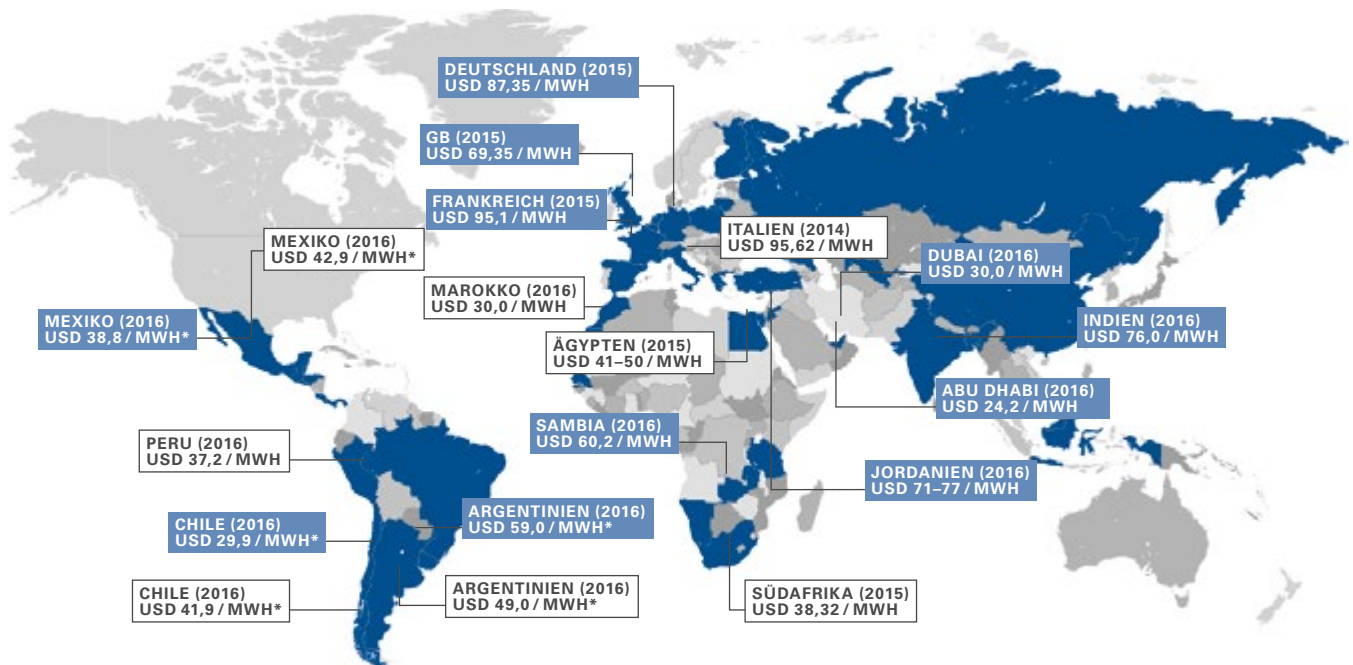 DEUTSCHLAND (2015)
USD 87,35 / MWH
GB (2015)
USD 69,35 / MWH
FRANKREICH (2015)
USD 95,1 / MWH
ITALIEN (2014)
USD 95,62 / MWH
MEXIKO (2016)
USD 42,9 / MWH*
DUBAI (2016)
USD 30,0 / MWH
MAROKKO (2016)
USD 30,0 / MWH
MEXIKO (2016)
USD 38,8 / MWH*
INDIEN (2016)
USD 76,0 / MWH
ÄGYPTEN (2015)
USD 41–50 / MWH
ABU DHABI (2016)
USD 24,2 / MWH
SAMBIA (2016)
USD 60,2 / MWH
PERU (2016)
USD 37,2 / MWH
JORDANIEN (2016)
USD 71–77 / MWH
CHILE (2016)
USD 29,9 / MWH*
ARGENTINIEN (2016)
USD 59,0 / MWH*
CHILE (2016)
USD 41,9 / MWH*
ARGENTINIEN (2016)
USD 49,0 / MWH*
SÜDAFRIKA (2015)
USD 38,32 / MWH